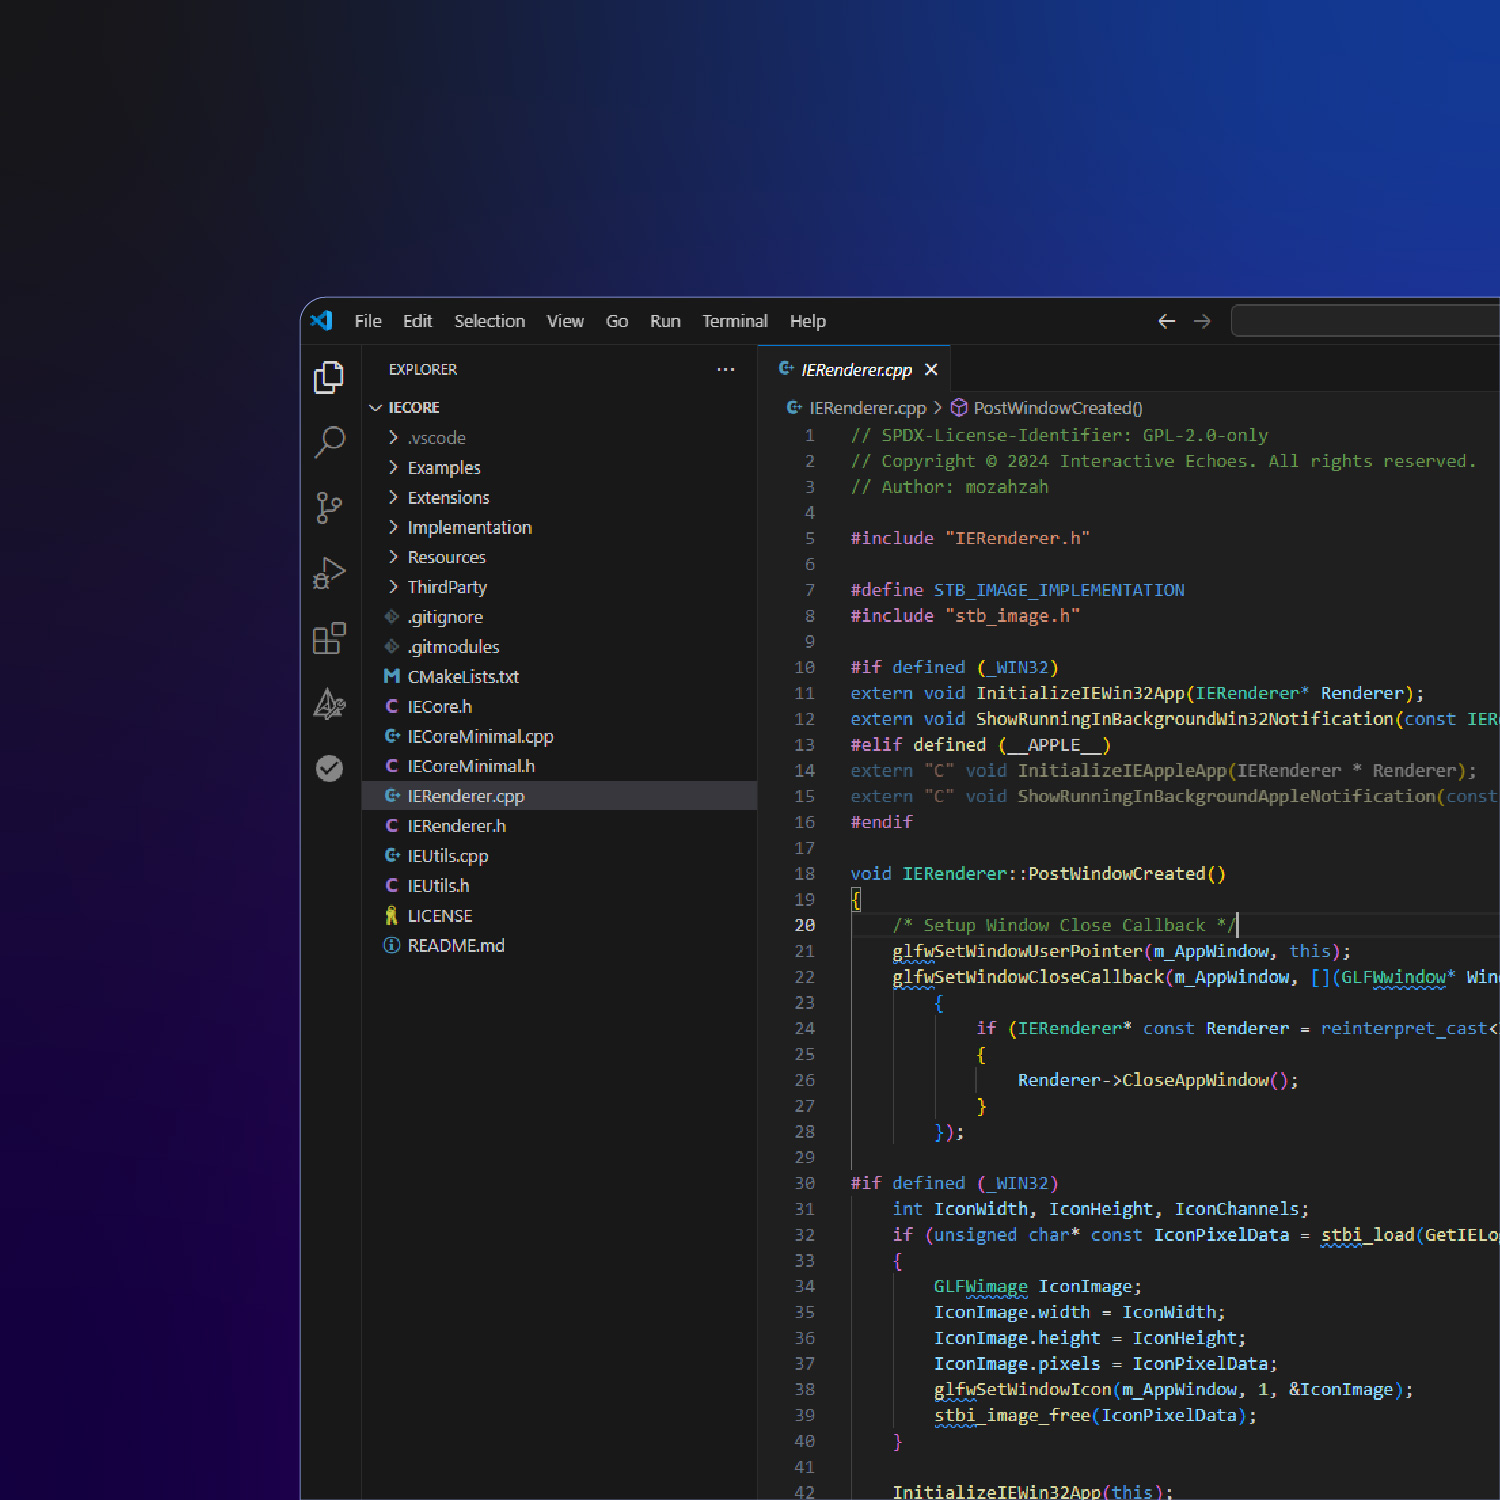 File Edit Selection View Go Run Terminal Help
EXPLORER ···
IECORE
.vscode
Examples
Extensions
Implementation
Resources
ThirdParty
.gitignore
.gitmodules
CMakeLists.txt
IECore.h
IECoreMinimal.cpp
IECoreMinimal.h
IERenderer.cpp
IERenderer.h
IEUtils.cpp
IEUtils.h
LICENSE
README.md
IERenderer.cpp
IERenderer.cpp > PostWindowCreated()
1 // SPDX-License-Identifier: GPL-2.0-only
2 // Copyright © 2024 Interactive Echoes. All rights reserved.
3 // Author: mozahzah
4
5 #include "IERenderer.h"
6
7 #define STB_IMAGE_IMPLEMENTATION
8 #include "stb_image.h"
9
10 #if defined (_WIN32)
11 extern void InitializeIEWin32App(IERenderer* Renderer);
12 extern void ShowRunningInBackgroundWin32Notification(const IER
13 #elif defined (__APPLE__)
14 extern "C" void InitializeIEAppleApp(IERenderer * Renderer);
15 extern "C" void ShowRunningInBackgroundAppleNotification(const
16 #endif
17
18 void IERenderer::PostWindowCreated()
19 {
20 /* Setup Window Close Callback */
21 glfwSetWindowUserPointer(m_AppWindow, this);
22 glfwSetWindowCloseCallback(m_AppWindow, [](GLFWwindow* Win
23 {
24 if (IERenderer* const Renderer = reinterpret_cast<
25 {
26 Renderer->CloseAppWindow();
27 }
28 });
29
30 #if defined (_WIN32)
31 int IconWidth, IconHeight, IconChannels;
32 if (unsigned char* const IconPixelData = stbi_load(GetIELo
33 {
34 GLFWimage IconImage;
35 IconImage.width = IconWidth;
36 IconImage.height = IconHeight;
37 IconImage.pixels = IconPixelData;
38 glfwSetWindowIcon(m_AppWindow, 1, &IconImage);
39 stbi_image_free(IconPixelData);
40 }
41
42 InitializeIEWin32App(this);